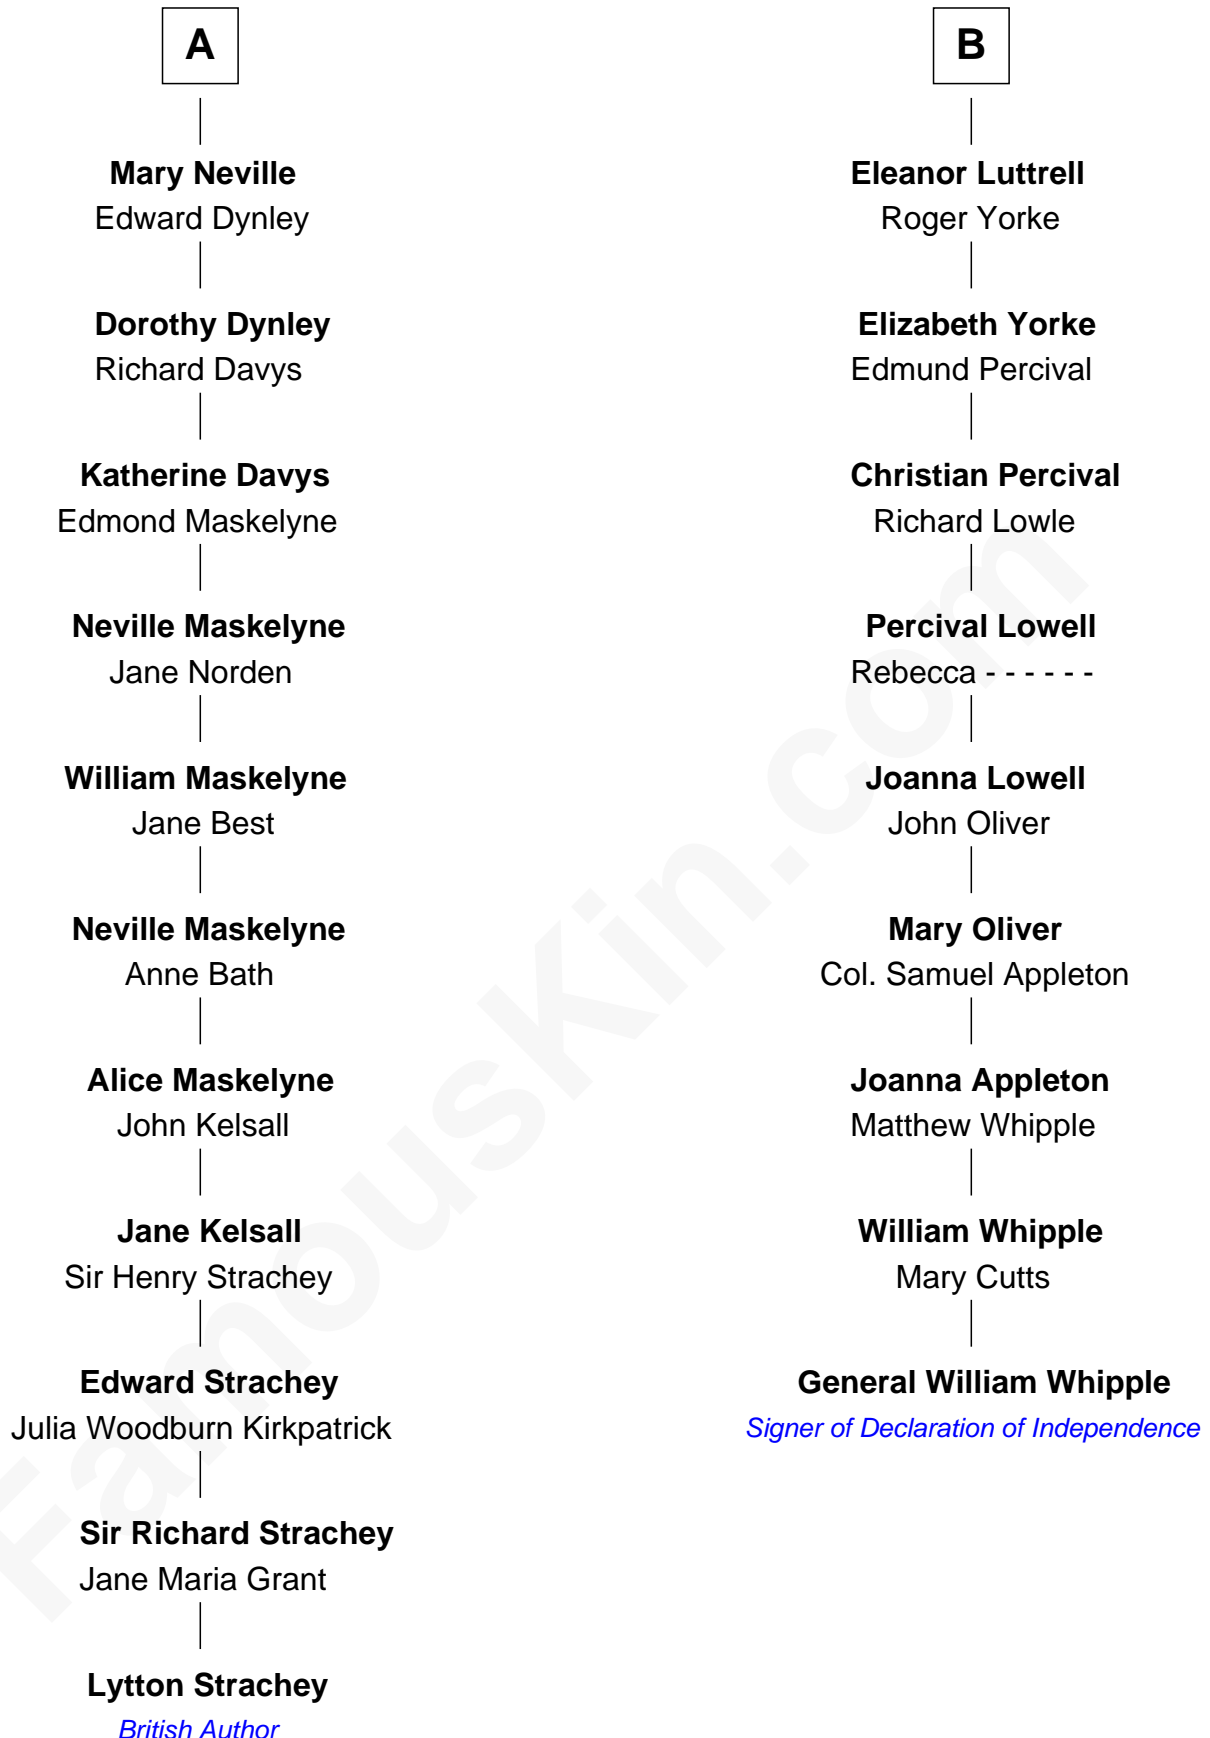 A
Mary Neville
Edward Dynley
Dorothy Dynley
Richard Davys
Katherine Davys
Edmond Maskelyne
Neville Maskelyne
Jane Norden
William Maskelyne
Jane Best
Neville Maskelyne
Anne Bath
Alice Maskelyne
John Kelsall
Jane Kelsall
Sir Henry Strachey
Edward Strachey
Julia Woodburn Kirkpatrick
Sir Richard Strachey
Jane Maria Grant
Lytton Strachey
British Author
B
Eleanor Luttrell
Roger Yorke
Elizabeth Yorke
Edmund Percival
Christian Percival
Richard Lowle
Percival Lowell
Rebecca - - - - - -
Joanna Lowell
John Oliver
Mary Oliver
Col. Samuel Appleton
Joanna Appleton
Matthew Whipple
William Whipple
Mary Cutts
General William Whipple
Signer of Declaration of Independence
FamousKin.com